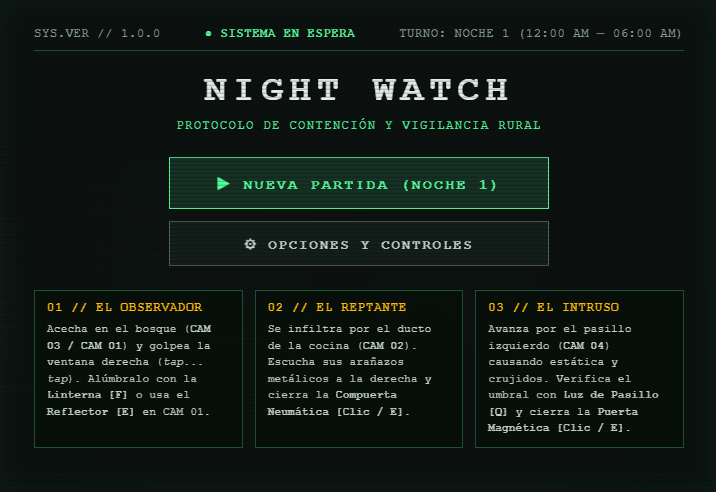 SYS.VER // 1.0.0
● SISTEMA EN ESPERA
TURNO: NOCHE 1 (12:00 AM — 06:00 AM)
NIGHT WATCH
PROTOCOLO DE CONTENCIÓN Y VIGILANCIA RURAL
▶ NUEVA PARTIDA (NOCHE 1)
⚙ OPCIONES Y CONTROLES
01 // EL OBSERVADOR
Acecha en el bosque (CAM
03 / CAM 01) y golpea la
ventana derecha (tap...
tap). Alúmbralo con la
Linterna [F] o usa el
Reflector [E] en CAM 01.
02 // EL REPTANTE
Se infiltra por el ducto
de la cocina (CAM 02).
Escucha sus arañazos
metálicos a la derecha y
cierra la Compuerta
Neumática [Clic / E].
03 // EL INTRUSO
Avanza por el pasillo
izquierdo (CAM 04)
causando estática y
crujidos. Verifica el
umbral con Luz de Pasillo
[Q] y cierra la Puerta
Magnética [Clic / E].